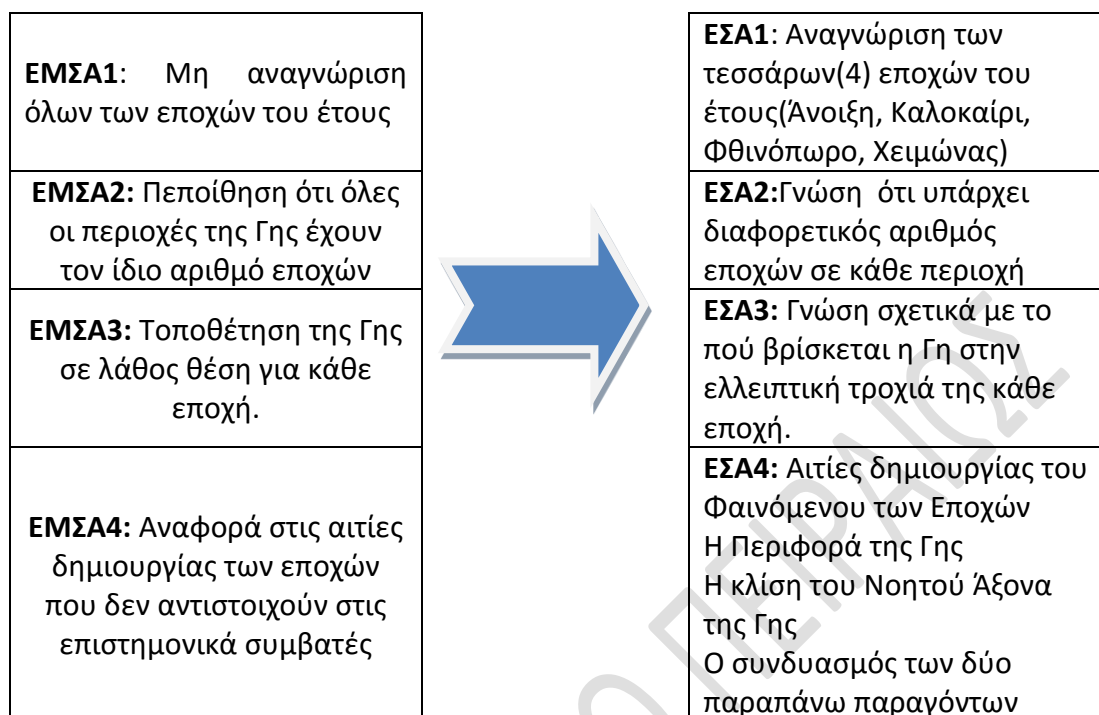 ΕΜΣΑ1: Μη αναγνώριση
όλων των εποχών του έτους
ΕΜΣΑ2: Πεποίθηση ότι όλες
οι περιοχές της Γης έχουν
τον ίδιο αριθμό εποχών
ΕΜΣΑ3: Τοποθέτηση της Γης
σε λάθος θέση για κάθε
εποχή.
ΕΜΣΑ4: Αναφορά στις αιτίες
δημιουργίας των εποχών
που δεν αντιστοιχούν στις
επιστημονικά συμβατές
ΕΣΑ1: Αναγνώριση των
τεσσάρων(4) εποχών του
έτους(Άνοιξη, Καλοκαίρι,
Φθινόπωρο, Χειμώνας)
ΕΣΑ2:Γνώση ότι υπάρχει
διαφορετικός αριθμός
εποχών σε κάθε περιοχή
ΕΣΑ3: Γνώση σχετικά με το
πού βρίσκεται η Γη στην
ελλειπτική τροχιά της κάθε
εποχή.
ΕΣΑ4: Αιτίες δημιουργίας του
Φαινόμενου των Εποχών
Η Περιφορά της Γης
Η κλίση του Νοητού Άξονα
της Γης
Ο συνδυασμός των δύο
παραπάνω παραγόντων
ΠΕΙΡΑΙΩΣ